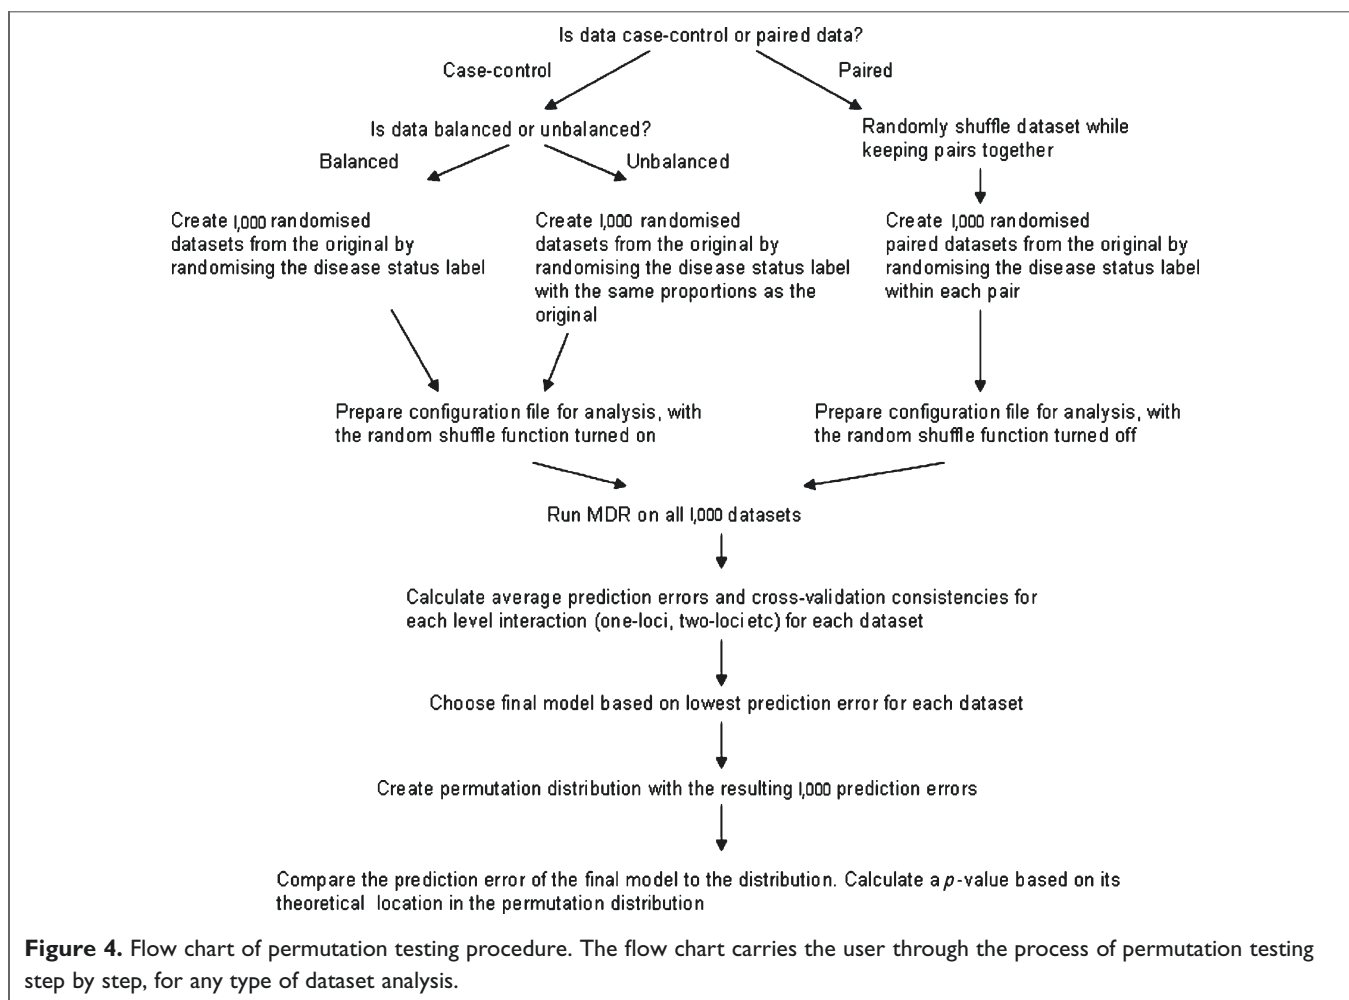 Is data case-control or paired data?
Case-control
Paired
Is data balanced or unbalanced?
Randomly shuffle dataset while
keeping pairs together
Balanced
Unbalanced
Create 1,000 randomised
datasets from the original by
randomising the disease status label
Create 1,000 randomised
datasets from the original by
randomising the disease status label
with the same proportions as the
original
Create 1,000 randomised
paired datasets from the original by
randomising the disease status label
within each pair
Prepare configuration file for analysis, with
the random shuffle function turned on
Prepare configuration file for analysis, with
the random shuffle function turned off
Run MDR on all 1,000 datasets
Calculate average prediction errors and cross-validation consistencies for
each level interaction (one-loci, two-loci etc) for each dataset
Choose final model based on lowest prediction error for each dataset
Create permutation distribution with the resulting 1,000 prediction errors
Compare the prediction error of the final model to the distribution. Calculate a p-value based on its
theoretical location in the permutation distribution
Figure 4. Flow chart of permutation testing procedure. The flow chart carries the user through the process of permutation testing
step by step, for any type of dataset analysis.